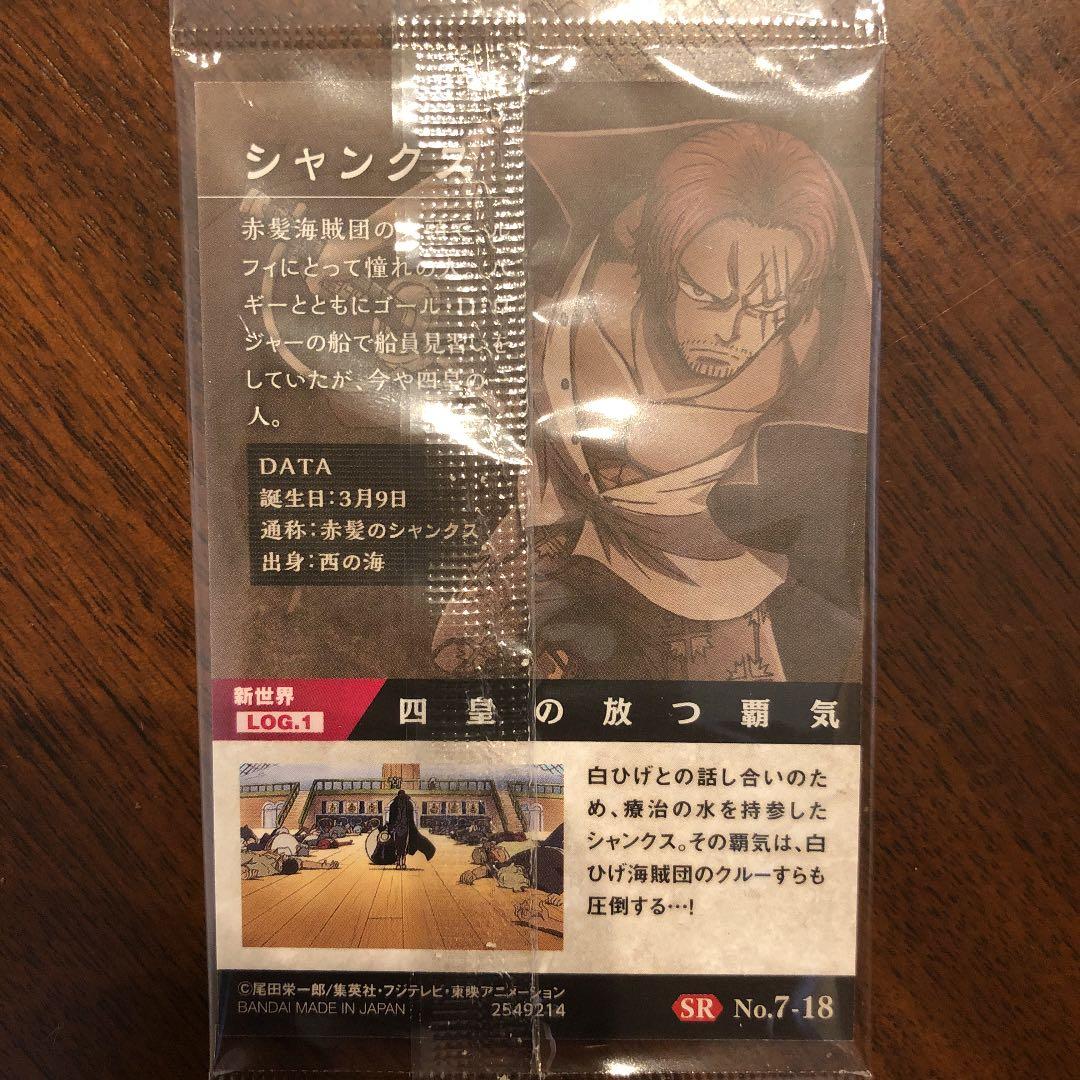 シャンクス
赤髪海賊団の
フィにとって憧れの
ギーとともにゴール・D・ロ
ジャーの船で船員見習いを
していたが、今や四皇の
人。
DATA
誕生日:3月9日
通称:赤髪のシャンクス
出身:西の海
新世界
LOG.1
四皇の放つ覇気
白ひげとの話し合いのた
め、療治の水を持参した
シャンクス。その覇気は、白
ひげ海賊団のクルーすらも
圧倒する…!
©尾田栄一郎/集英社・フジテレビ・東映アニメーション
BANDAI MADE IN JAPAN 2549214
SR No.7-18